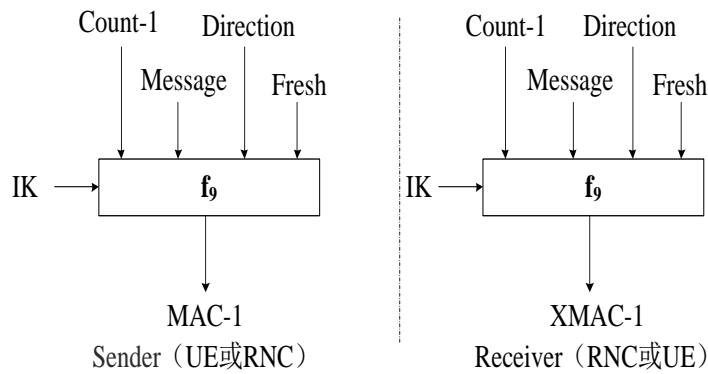 Count-1 Direction
Message
Fresh
IK
f9
MAC-1
Sender（UE或RNC）
Count-1 Direction
Message
Fresh
IK
f9
XMAC-1
Receiver（RNC或UE）